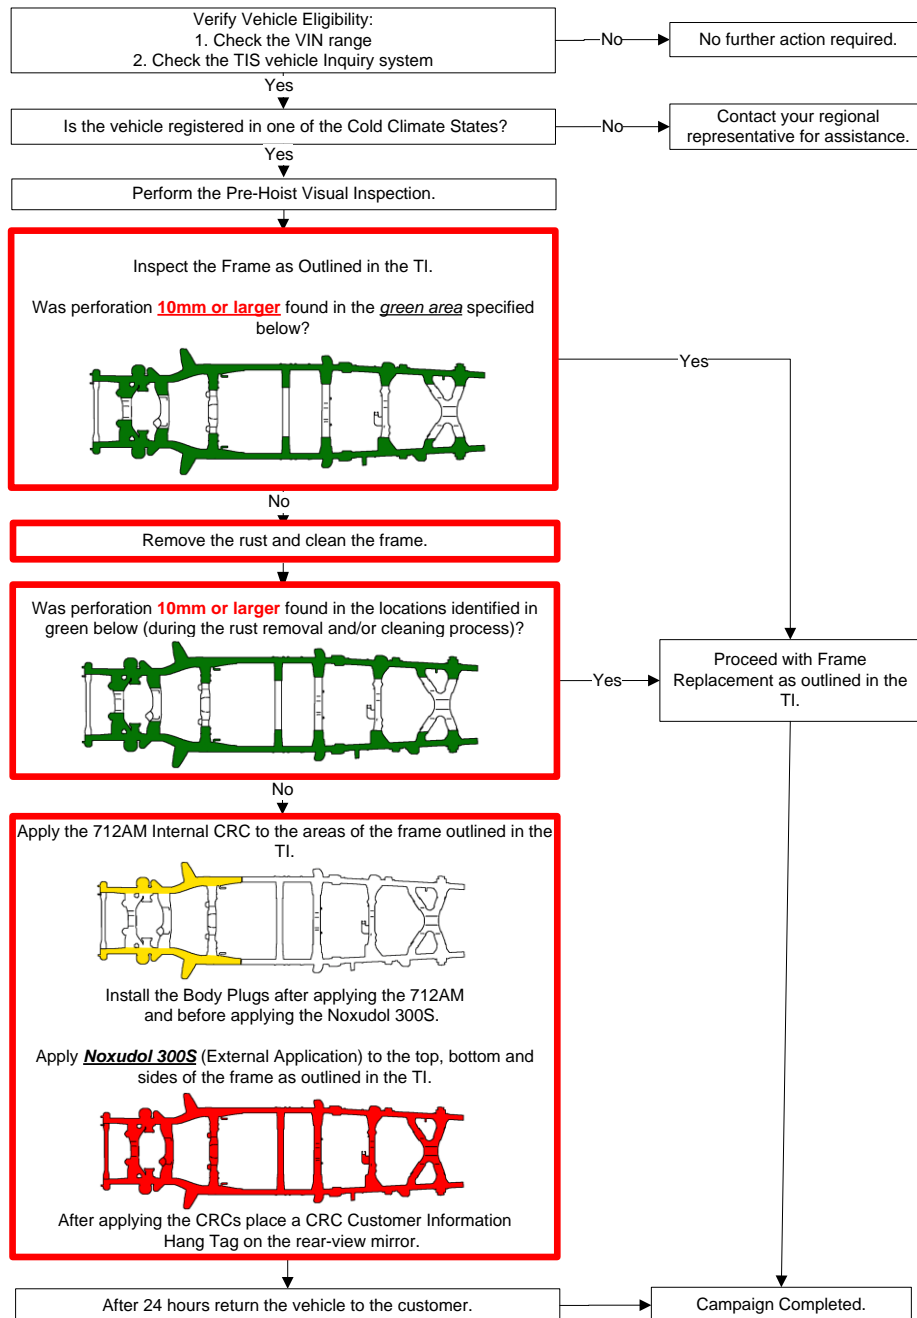 Verify Vehicle Eligibility:
1. Check the VIN range
2. Check the TIS vehicle Inquiry system
No
No further action required.
Yes
Is the vehicle registered in one of the Cold Climate States?
No
Contact your regional
representative for assistance.
Yes
Perform the Pre-Hoist Visual Inspection.
Inspect the Frame as Outlined in the TI.
Was perforation 10mm or larger found in the green area specified
below?
Yes
No
Remove the rust and clean the frame.
Was perforation 10mm or larger found in the locations identified in
green below (during the rust removal and/or cleaning process)?
Yes
Proceed with Frame
Replacement as outlined in the
TI.
No
Apply the 712AM Internal CRC to the areas of the frame outlined in the
TI.
Install the Body Plugs after applying the 712AM
and before applying the Noxudol 300S.
Apply Noxudol 300S (External Application) to the top, bottom and
sides of the frame as outlined in the TI.
After applying the CRCs place a CRC Customer Information
Hang Tag on the rear-view mirror.
After 24 hours return the vehicle to the customer.
Campaign Completed.